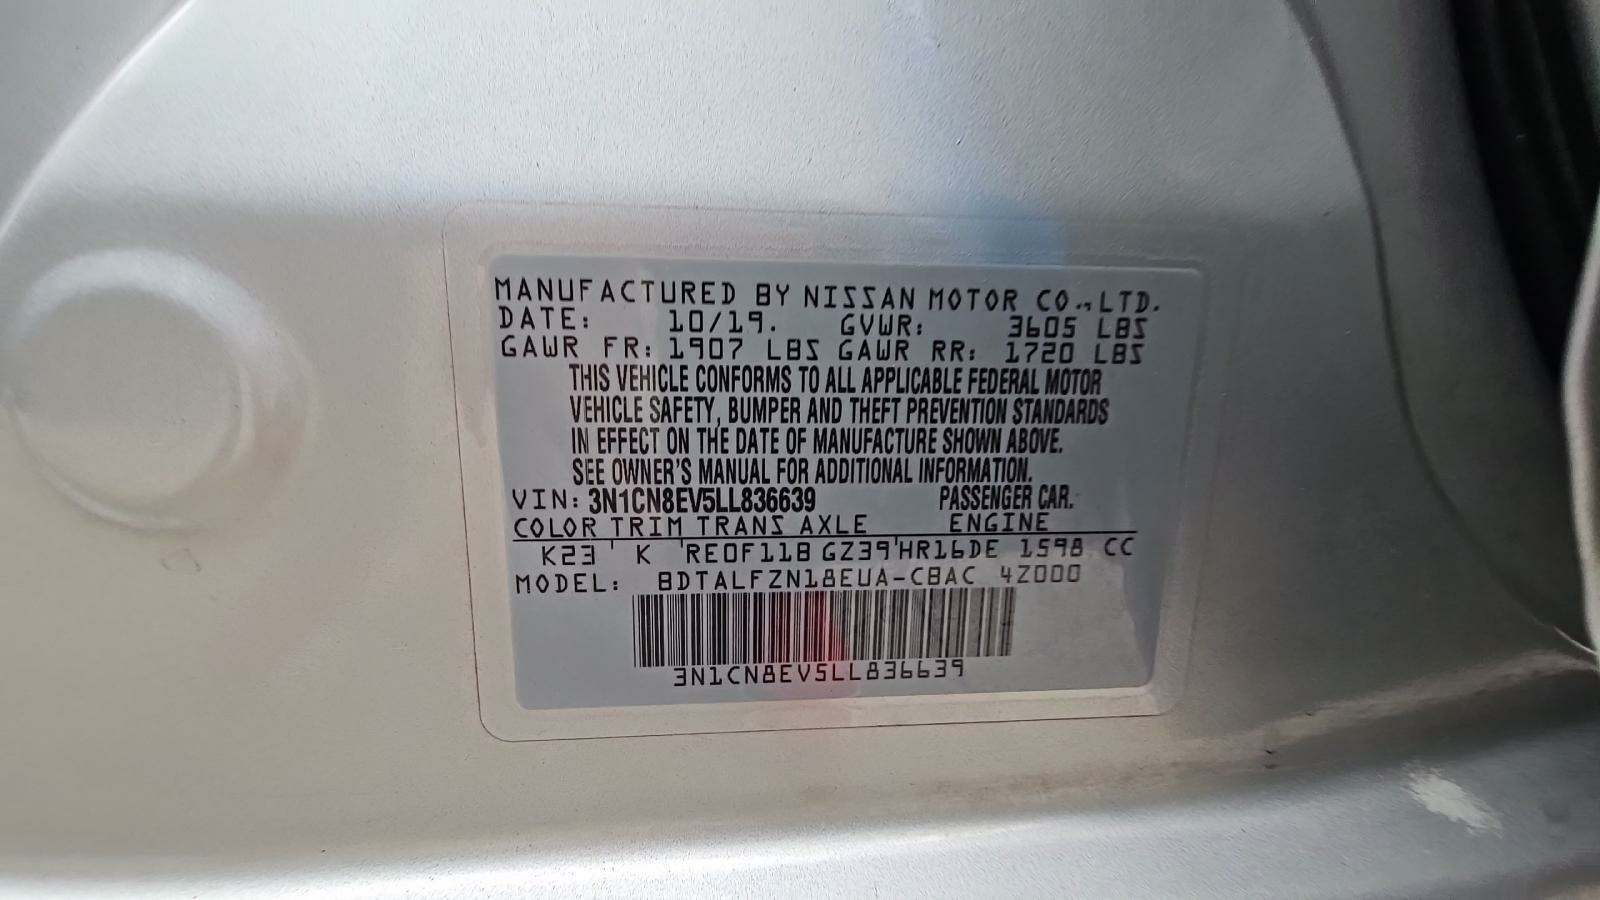 MANUFACTURED BY NISSAN MOTOR CO.,LTD.
DATE: 10/19. GVWR: 3605 LBS
GAWR FR: 1907 LBS GAWR RR: 1720 LBS
THIS VEHICLE CONFORMS TO ALL APPLICABLE FEDERAL MOTOR
VEHICLE SAFETY, BUMPER AND THEFT PREVENTION STANDARDS
IN EFFECT ON THE DATE OF MANUFACTURE SHOWN ABOVE.
SEE OWNER'S MANUAL FOR ADDITIONAL INFORMATION.
VIN: 3N1CN8EV5LL836639 PASSENGER CAR.
COLOR TRIM TRANS AXLE ENGINE
K23 K RE0F11B GZ39 HR16DE 1598 CC
MODEL: BDTALFZN18EUA-CBAC 4Z000
3N1CN8EV5LL836639